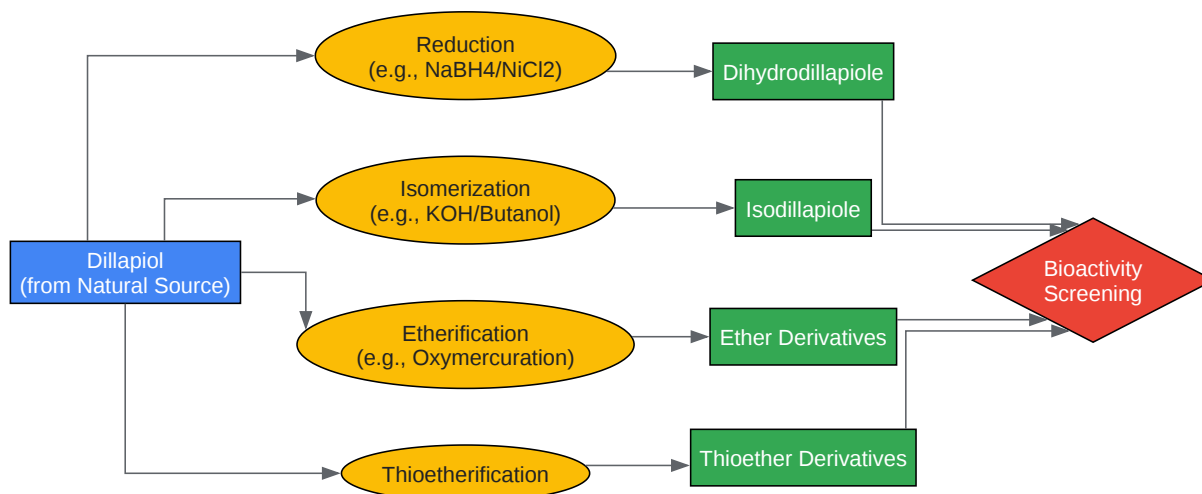 Reduction
(e.g., NaBH4/NiCl2)
Dihydrodillapiole
Isomerization
(e.g., KOH/Butanol)
Isodillapiole
Dillapiol
(from Natural Source)
Bioactivity
Screening
Etherification
(e.g., Oxymercuration)
Ether Derivatives
Thioetherification
Thioether Derivatives